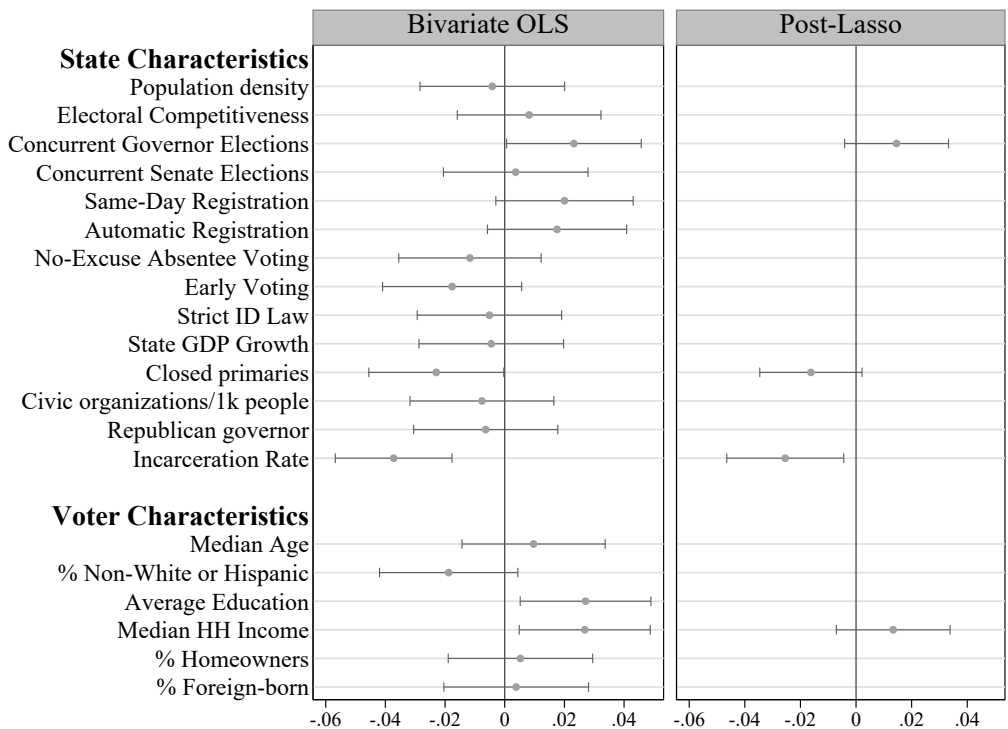 Bivariate OLS
Post-Lasso
State Characteristics
Population density
Electoral Competitiveness
Concurrent Governor Elections
Concurrent Senate Elections
Same-Day Registration
Automatic Registration
No-Excuse Absentee Voting
Early Voting
Strict ID Law
State GDP Growth
Closed primaries
Civic organizations/1k people
Republican governor
Incarceration Rate
Voter Characteristics
Median Age
% Non-White or Hispanic
Average Education
Median HH Income
% Homeowners
% Foreign-born
-.06 -.04 -.02 0 .02 .04
-.06 -.04 -.02 0 .02 .04